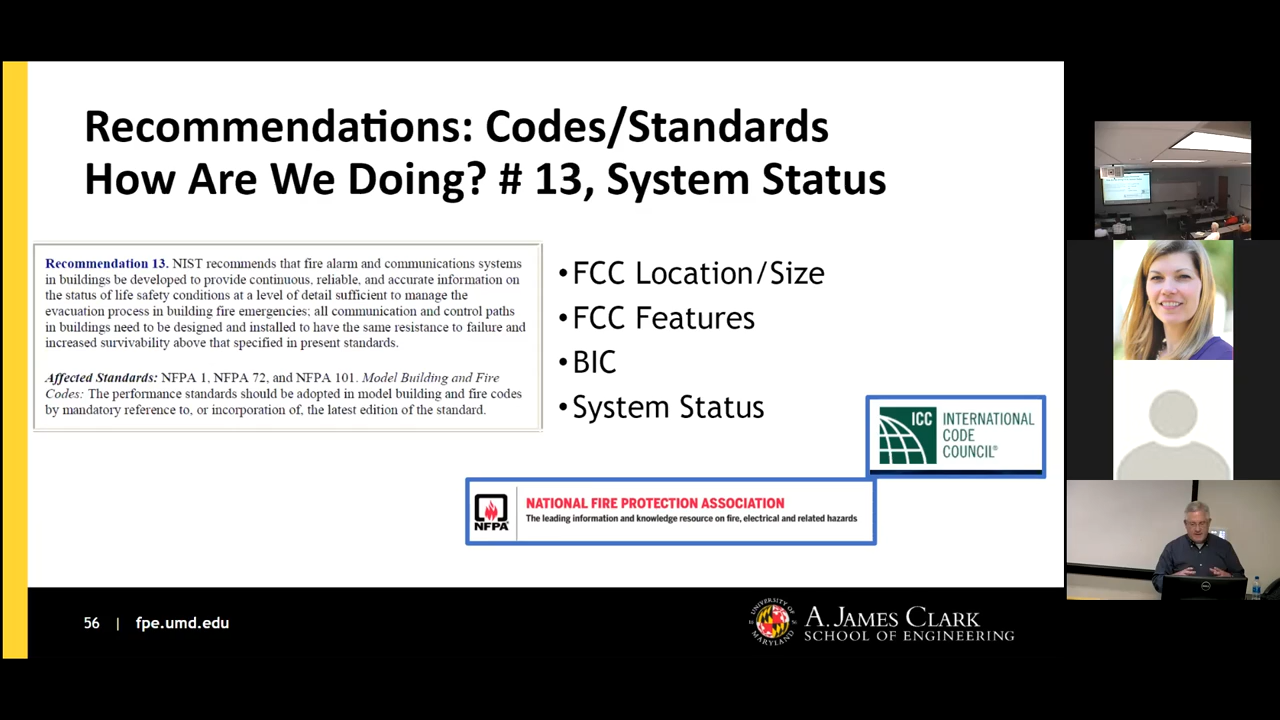 Recommendations: Codes/Standards
How Are We Doing? # 13, System Status
Recommendation 13. NIST recommends that fire alarm and communications systems
in buildings be developed to provide continuous, reliable, and accurate information on
the status of life safety conditions at a level of detail sufficient to manage the
evacuation process in building fire emergencies; all communication and control paths
in buildings need to be designed and installed to have the same resistance to failure and
increased survivability above that specified in present standards.
Affected Standards: NFPA 1, NFPA 72, and NFPA 101. Model Building and Fire
Codes: The performance standards should be adopted in model building and fire codes
by mandatory reference to, or incorporation of, the latest edition of the standard.
• FCC Location/Size
• FCC Features
• BIC
• System Status
ICC INTERNATIONAL
CODE
COUNCIL®
NFPA
NATIONAL FIRE PROTECTION ASSOCIATION
The leading information and knowledge resource on fire, electrical and related hazards
56 | fpe.umd.edu
UNIVERSITY OF
MARYLAND
A. JAMES CLARK
SCHOOL OF ENGINEERING